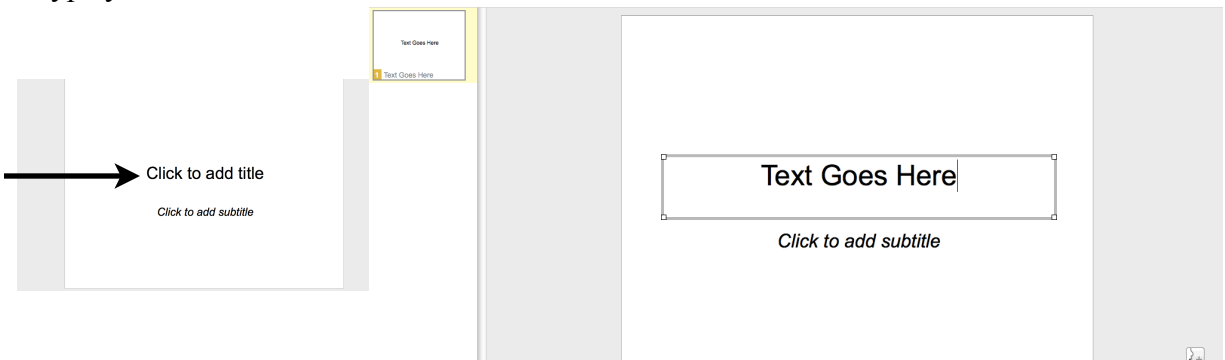 Text Goes Here
1 Text Goes Here
Click to add title
Click to add subtitle
Text Goes Here
Click to add subtitle